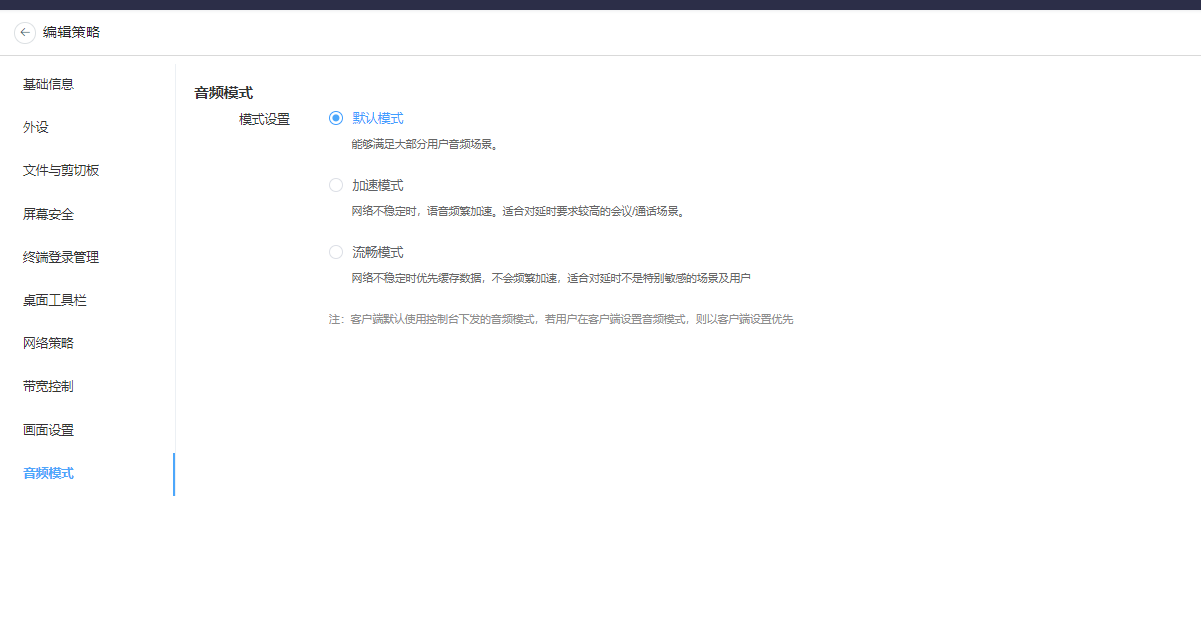 编辑策略
基础信息
外设
文件与剪切板
屏幕安全
终端登录管理
桌面工具栏
网络策略
带宽控制
画面设置
音频模式
音频模式
模式设置
默认模式
能够满足大部分用户音频场景。
加速模式
网络不稳定时，语音频繁加速。适合对延时要求较高的会议/通话场景。
流畅模式
网络不稳定时优先缓存数据，不会频繁加速，适合对延时不是特别敏感的场景及用户
注：客户端默认使用控制台下发的音频模式，若用户在客户端设置音频模式，则以客户端设置优先